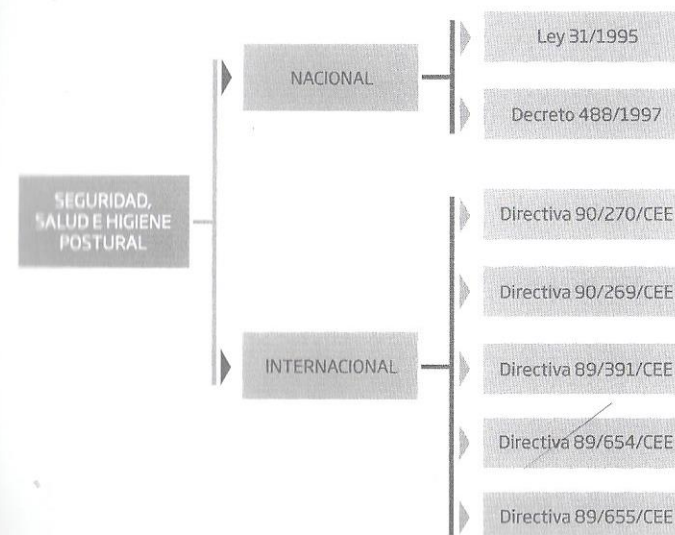 SEGURIDAD,
SALUD E HIGIENE
POSTURAL
NACIONAL
Ley 31/1995
Decreto 488/1997
INTERNACIONAL
Directiva 90/270/CEE
Directiva 90/269/CEE
Directiva 89/391/CEE
Directiva 89/654/CEE
Directiva 89/655/CEE